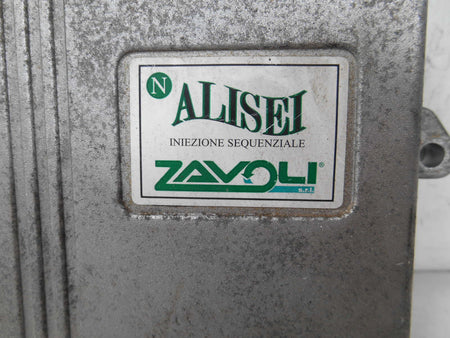 N ALISEI
INIEZIONE SEQUENZIALE
ZAVOLI®
s.r.l.